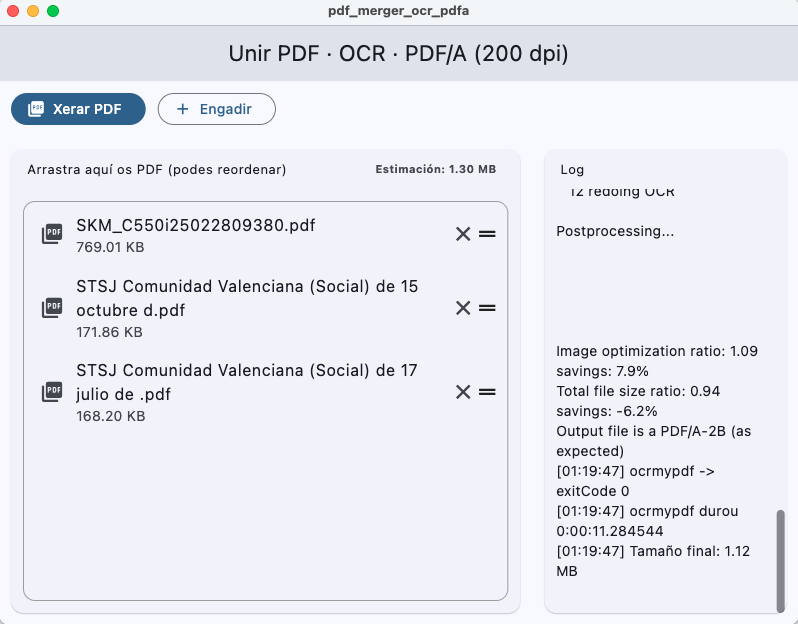 pdf_merger_ocr_pdfa
Unir PDF · OCR · PDF/A (200 dpi)
PDF Xerar PDF
+ Engadir
Arrastra aquí os PDF (podes reordenar)
Estimación: 1.30 MB
PDF SKM_C550i25022809380.pdf
769.01 KB
PDF STSJ Comunidad Valenciana (Social) de 15
octubre d.pdf
171.86 KB
PDF STSJ Comunidad Valenciana (Social) de 17
julio de .pdf
168.20 KB
Log
12 redoing OCR
Postprocessing...
Image optimization ratio: 1.09
savings: 7.9%
Total file size ratio: 0.94
savings: -6.2%
Output file is a PDF/A-2B (as
expected)
[01:19:47] ocrmypdf ->
exitCode 0
[01:19:47] ocrmypdf durou
0:00:11.284544
[01:19:47] Tamaño final: 1.12
MB